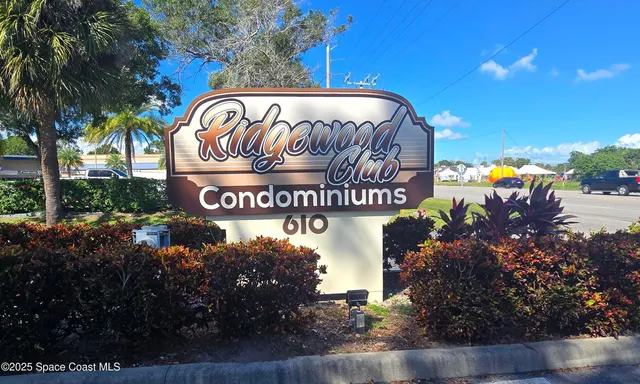 Ridgewood
Club
Condominiums
610
©2025 Space Coast MLS